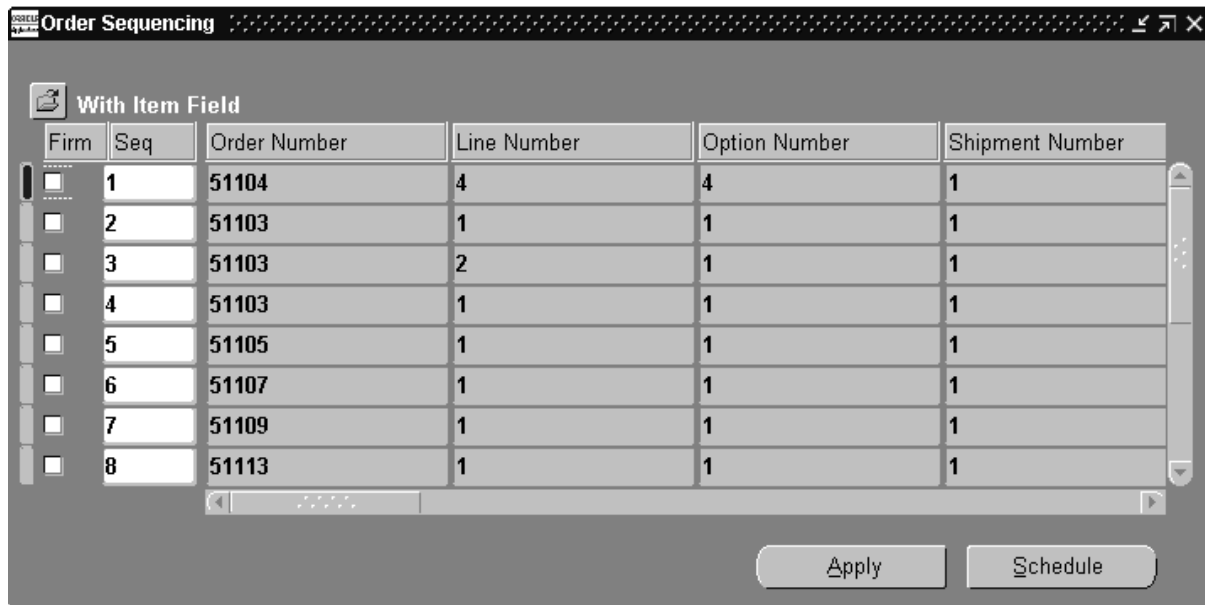 Order Sequencing
With Item Field
Firm Seq Order Number Line Number Option Number Shipment Number
1 51104 4 4 1
2 51103 1 1 1
3 51103 2 1 1
4 51103 1 1 1
5 51105 1 1 1
6 51107 1 1 1
7 51109 1 1 1
8 51113 1 1 1
Apply Schedule